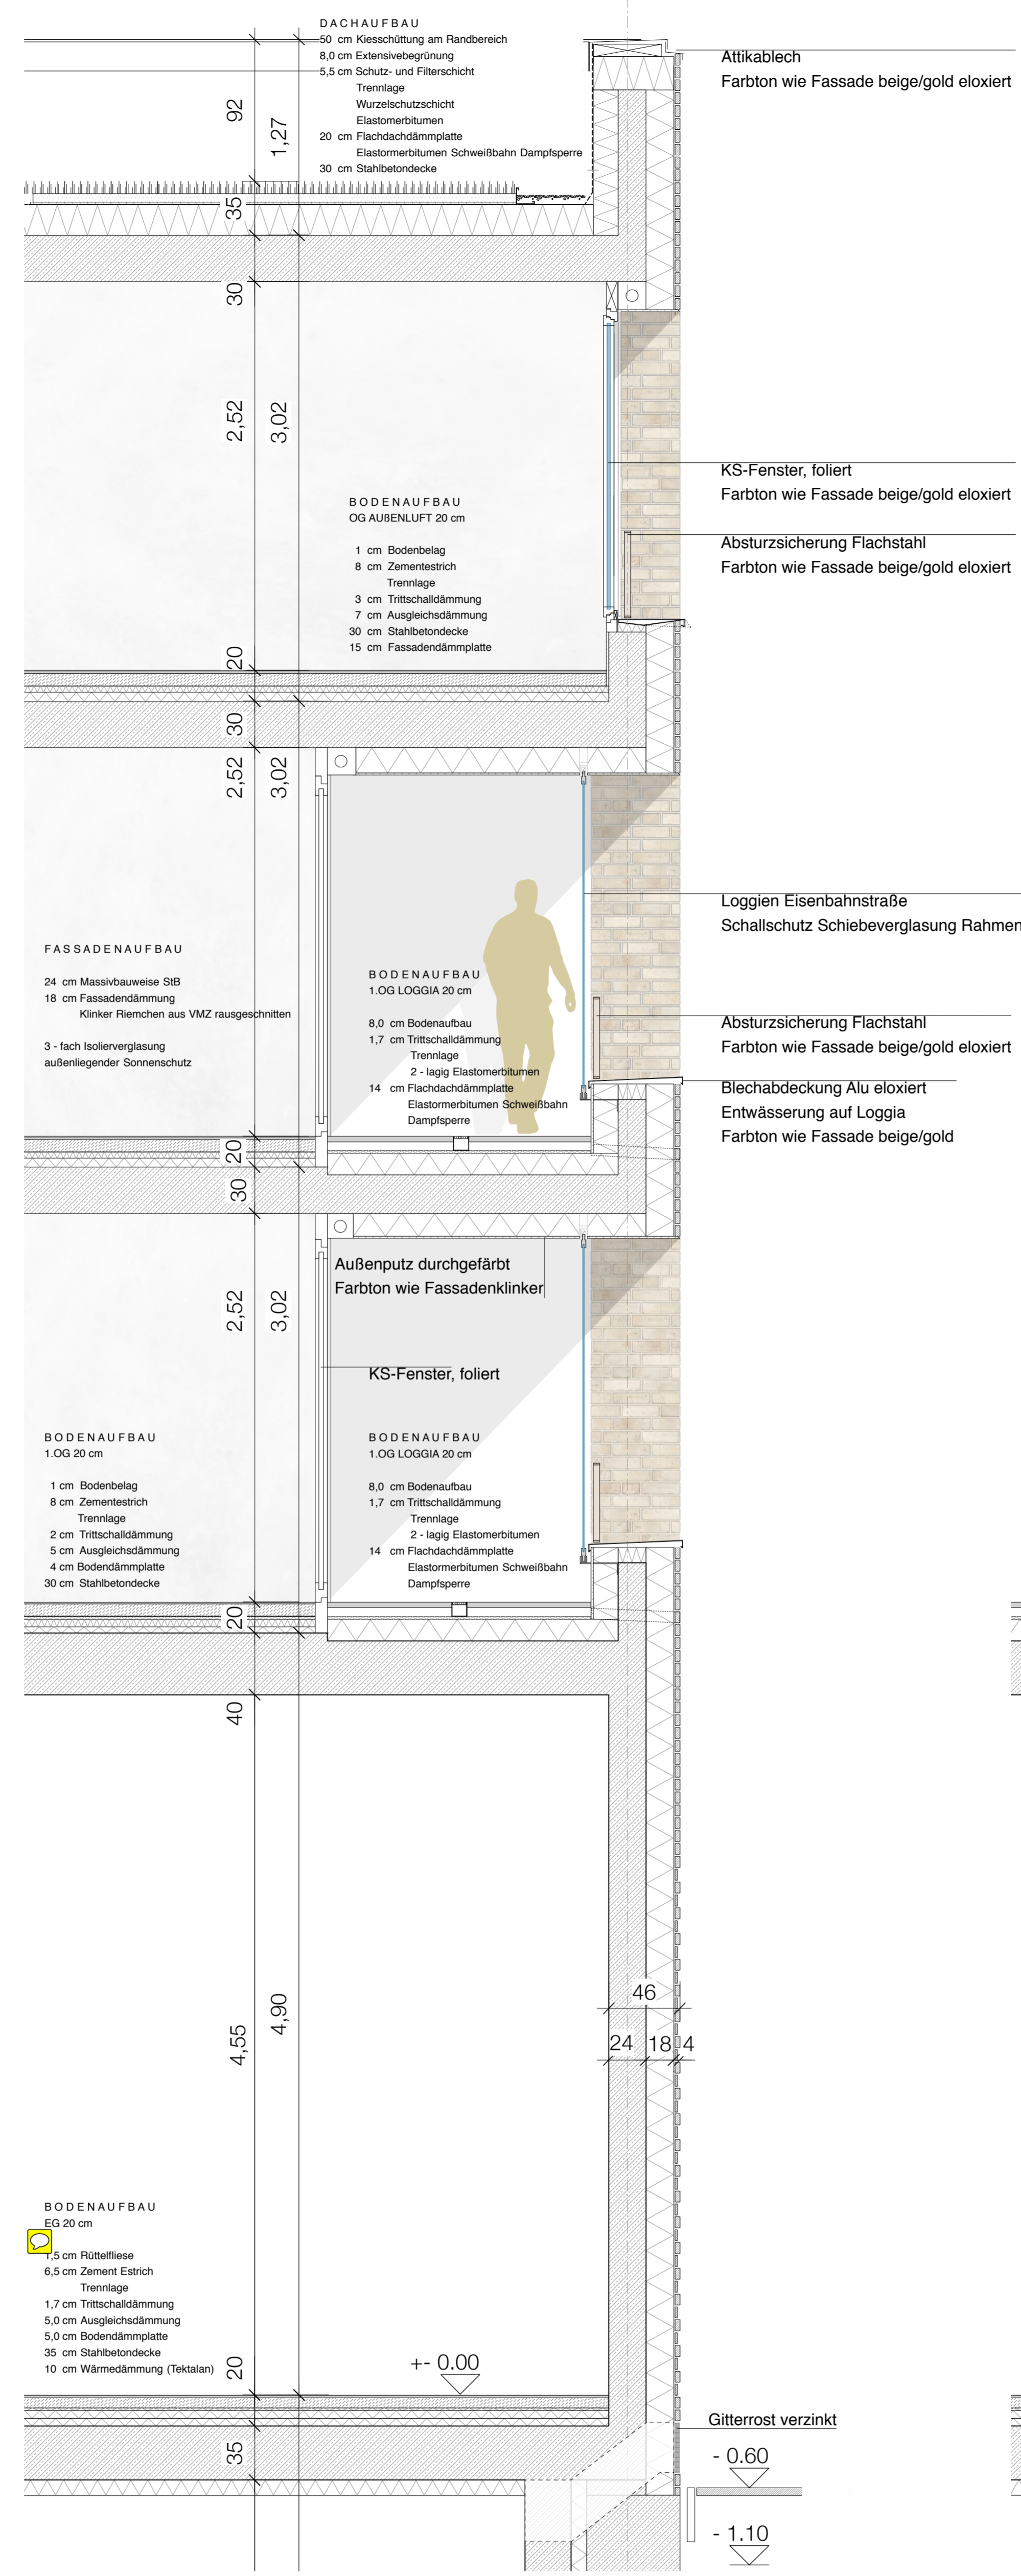 DACHAUFBAU
50 cm Kiesschüttung am Randbereich
8,0 cm Extensivebegrünung
5,5 cm Schutz- und Filterschicht
Trennlage
Wurzelschutzschicht
Elastomerbitumen
20 cm Flachdachdämmplatte
Elastormerbitumen Schweißbahn Dampfsperre
30 cm Stahlbetondecke
Attikablech
Farbton wie Fassade beige/gold eloxiert
92
1,27
35
30
2,52
3,02
KS-Fenster, foliert
Farbton wie Fassade beige/gold eloxiert
BODENAUFBAU
OG AUßENLUFT 20 cm
1 cm Bodenbelag
8 cm Zementestrich
Trennlage
3 cm Trittschalldämmung
7 cm Ausgleichsdämmung
30 cm Stahlbetondecke
15 cm Fassadendämmplatte
Absturzsicherung Flachstahl
Farbton wie Fassade beige/gold eloxiert
20
30
2,52
3,02
Loggien Eisenbahnstraße
Schallschutz Schiebeverglasung Rahmen
FASSADENAUFBAU
24 cm Massivbauweise StB
18 cm Fassadendämmung
Klinker Riemchen aus VMZ rausgeschnitten
3 - fach Isolierverglasung
außenliegender Sonnenschutz
BODENAUFBAU
1.OG LOGGIA 20 cm
8,0 cm Bodenaufbau
1,7 cm Trittschalldämmung
Trennlage
2 - lagig Elastomerbitumen
14 cm Flachdachdämmplatte
Elastormerbitumen Schweißbahn
Dampfsperre
Absturzsicherung Flachstahl
Farbton wie Fassade beige/gold eloxiert
Blechabdeckung Alu eloxiert
Entwässerung auf Loggia
Farbton wie Fassade beige/gold
20
30
Außenputz durchgefärbt
Farbton wie Fassadenklinker
2,52
3,02
KS-Fenster, foliert
BODENAUFBAU
1.OG 20 cm
1 cm Bodenbelag
8 cm Zementestrich
Trennlage
2 cm Trittschalldämmung
5 cm Ausgleichsdämmung
4 cm Bodendämmplatte
30 cm Stahlbetondecke
BODENAUFBAU
1.OG LOGGIA 20 cm
8,0 cm Bodenaufbau
1,7 cm Trittschalldämmung
Trennlage
2 - lagig Elastomerbitumen
14 cm Flachdachdämmplatte
Elastormerbitumen Schweißbahn
Dampfsperre
20
40
46
24 18 4
4,55
4,90
BODENAUFBAU
EG 20 cm
1,5 cm Rüttelfliese
6,5 cm Zement Estrich
Trennlage
1,7 cm Trittschalldämmung
5,0 cm Ausgleichsdämmung
5,0 cm Bodendämmplatte
35 cm Stahlbetondecke
10 cm Wärmedämmung (Tektalan)
20
+- 0.00
Gitterrost verzinkt
35
- 0.60
- 1.10